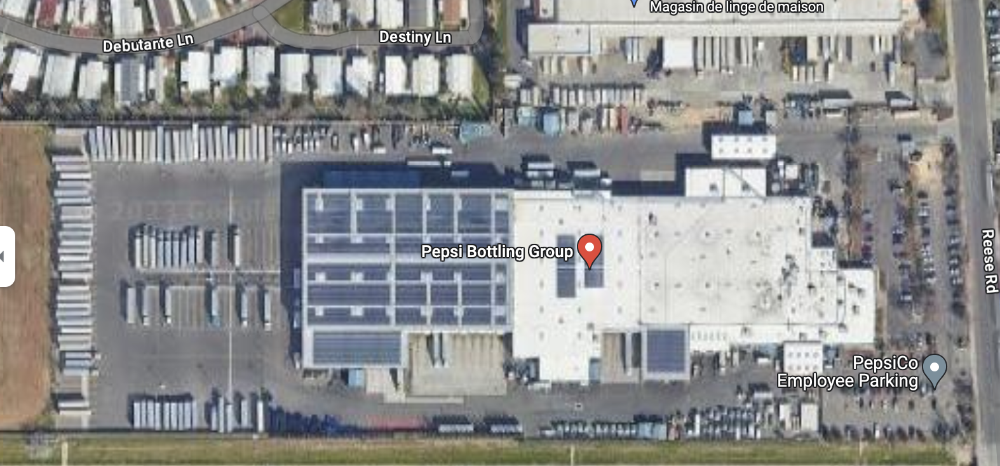 Magasin de linge de maison
Debutante Ln
Destiny Ln
Pepsi Bottling Group
Reese Rd
PepsiCo
Employee Parking